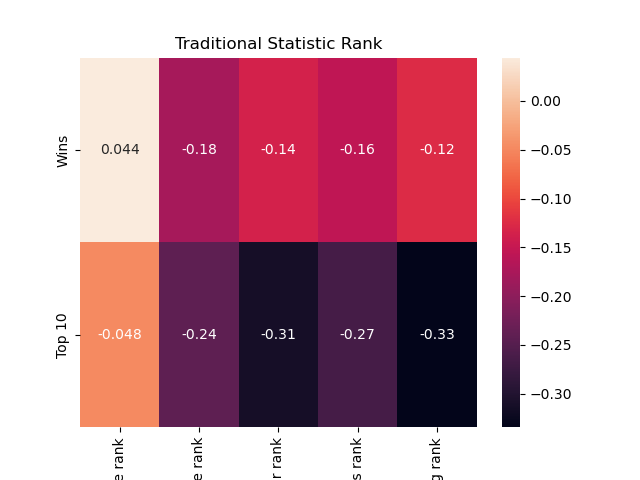 Traditional Statistic Rank
Wins
0.044 -0.18 -0.14 -0.16 -0.12
Top 10
-0.048 -0.24 -0.31 -0.27 -0.33
e rank
e rank
r rank
s rank
g rank
0.00
−0.05
−0.10
−0.15
−0.20
−0.25
−0.30